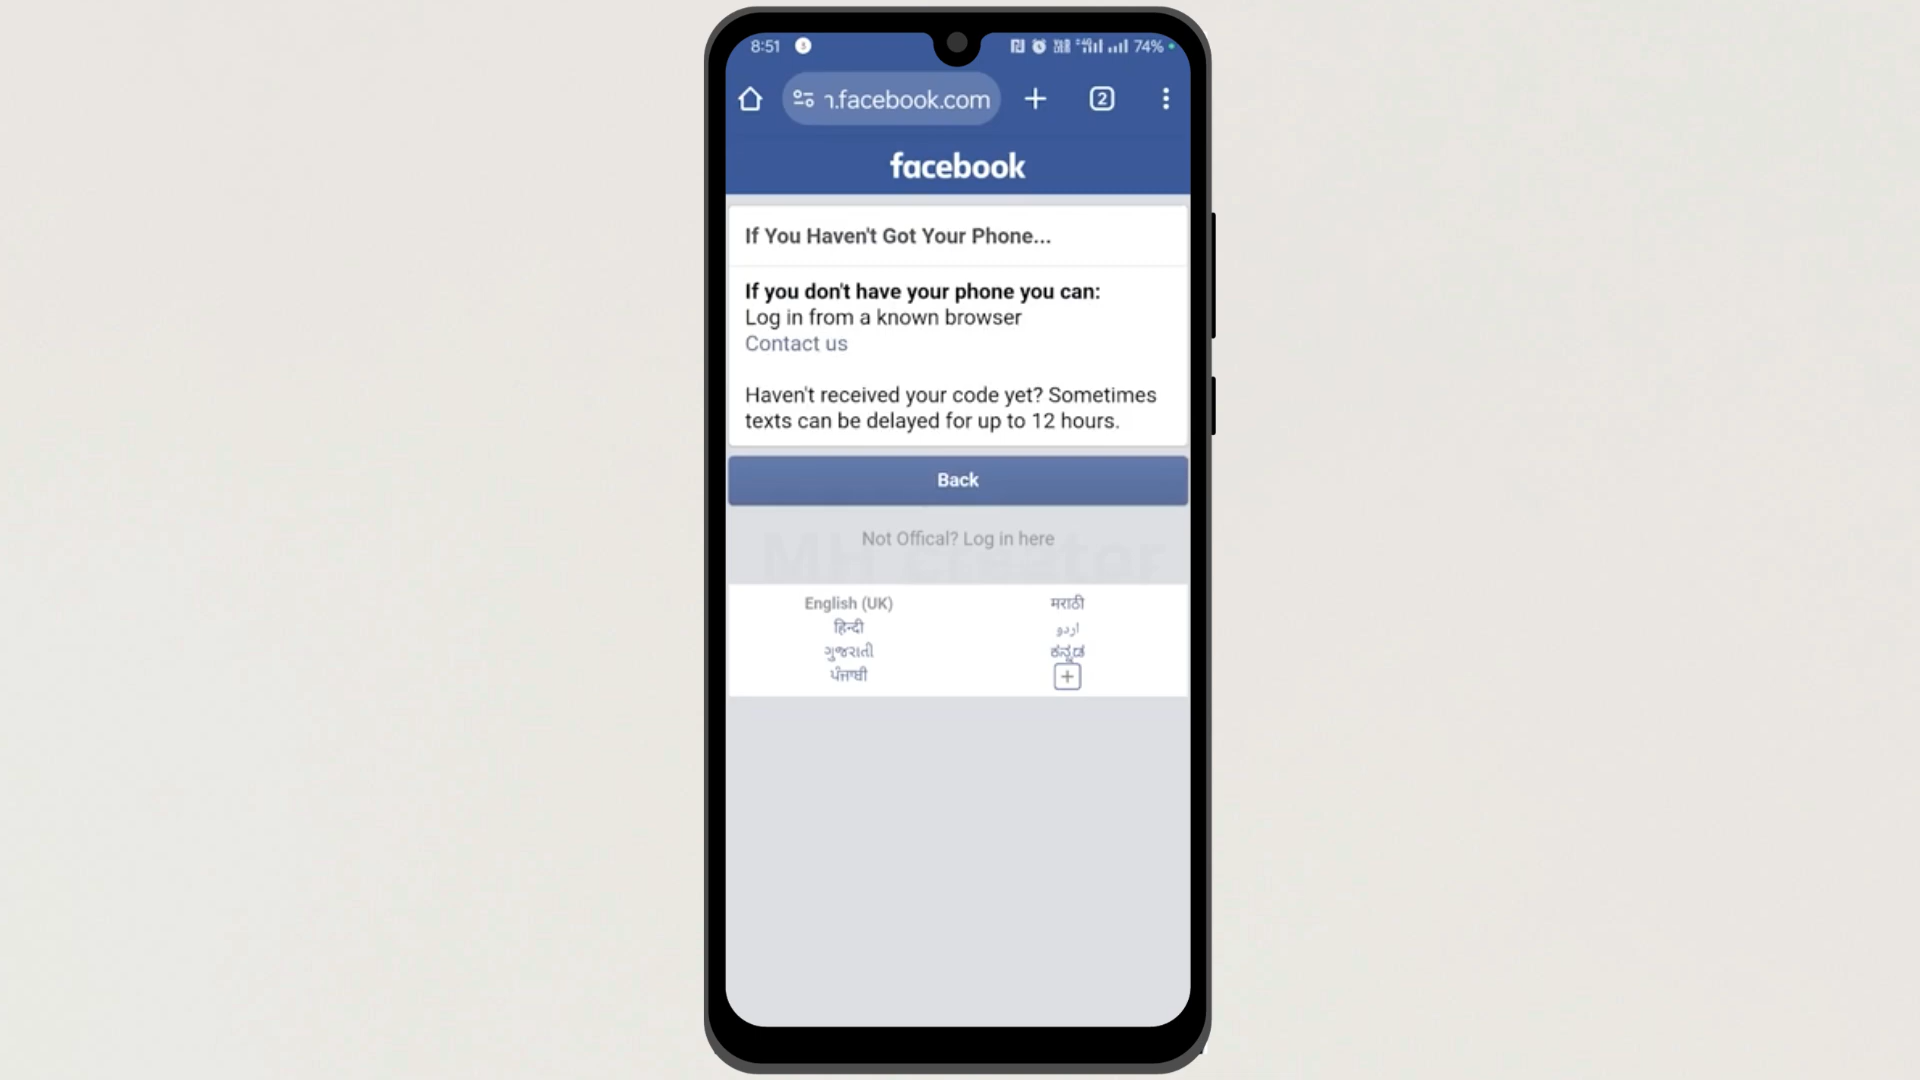 8:51
74%
facebook.com
2
facebook
If You Haven't Got Your Phone...
If you don't have your phone you can:
Log in from a known browser
Contact us
Haven't received your code yet? Sometimes
texts can be delayed for up to 12 hours.
Back
Not Offical? Log in here
MH creator
English (UK)
मराठी
हिन्दी
اردو
ગુજરાતી
ಕನ್ನಡ
ਪੰਜਾਬੀ